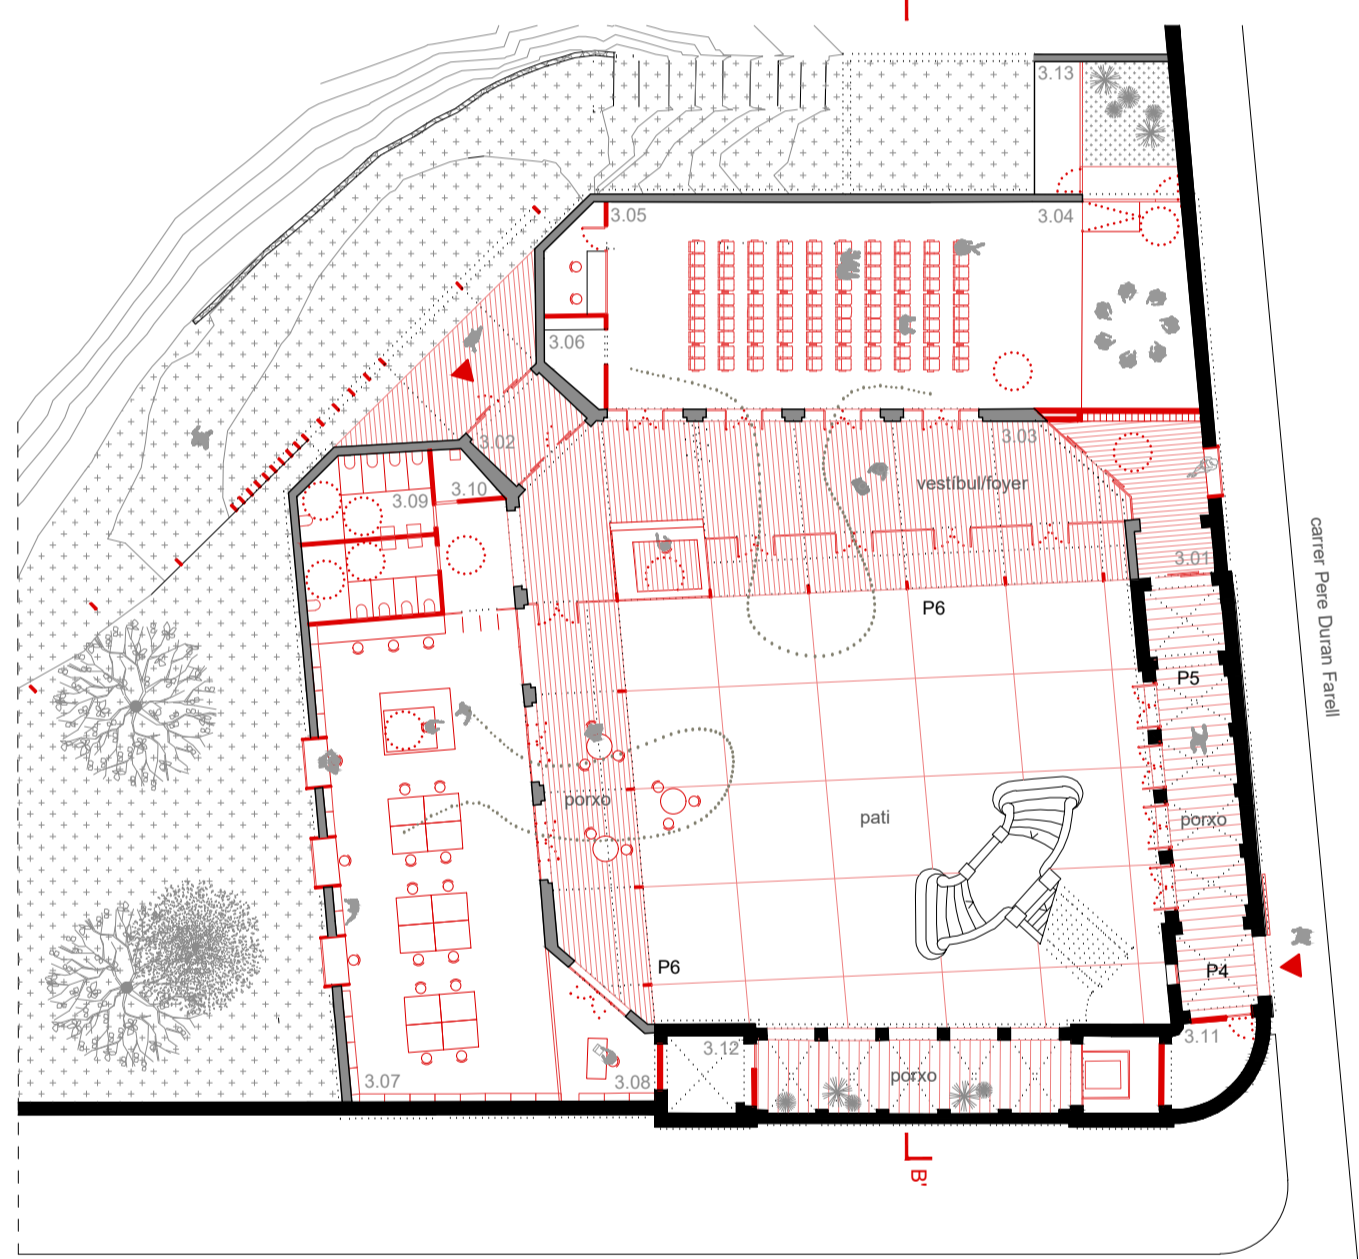 3.13
3.05
3.04
3.06
3.02
3.03
3.10
3.09
vestíbul/foyer
3.01
carrer Pere Duran Farell
P6
P5
porxo
pati
porxo
P6
P4
3.11
3.12
porxo
3.07
3.08
B'